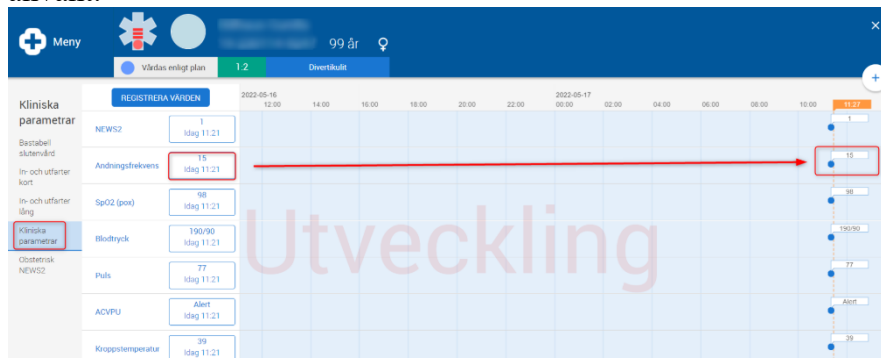 Meny
99 år
Vårdas enligt plan
1.2
Divertikulit
Kliniska
parametrar
Bastabell
slutenvård
In- och utfarter
kort
In- och utfarter
lång
Kliniska
parametrar
Obstetrisk
NEWS2
REGISTRERA VÄRDEN
2022-05-16
12:00 14:00 16:00 18:00 20:00 22:00
2022-05-17
00:00 02:00 04:00 06:00 08:00 10:00 11:27
NEWS2
1
Idag 11:21
1
Andningsfrekvens
15
Idag 11:21
15
SpO2 (pox)
98
Idag 11:21
98
Blodtryck
190/90
Idag 11:21
190/90
Puls
77
Idag 11:21
77
ACVPU
Alert
Idag 11:21
Alert
Kroppstemperatur
39
Idag 11:21
39
Utveckling